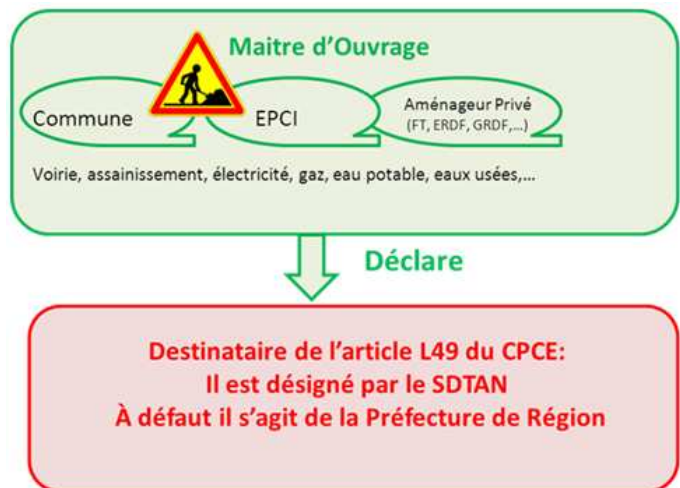 Maitre d'Ouvrage
Commune
EPCI
Aménageur Privé
(FT, ERDF, GRDF,...)
Voirie, assainissement, électricité, gaz, eau potable, eaux usées,...
Déclare
Destinataire de l'article L49 du CPCE:
Il est désigné par le SDTAN
À défaut il s'agit de la Préfecture de Région